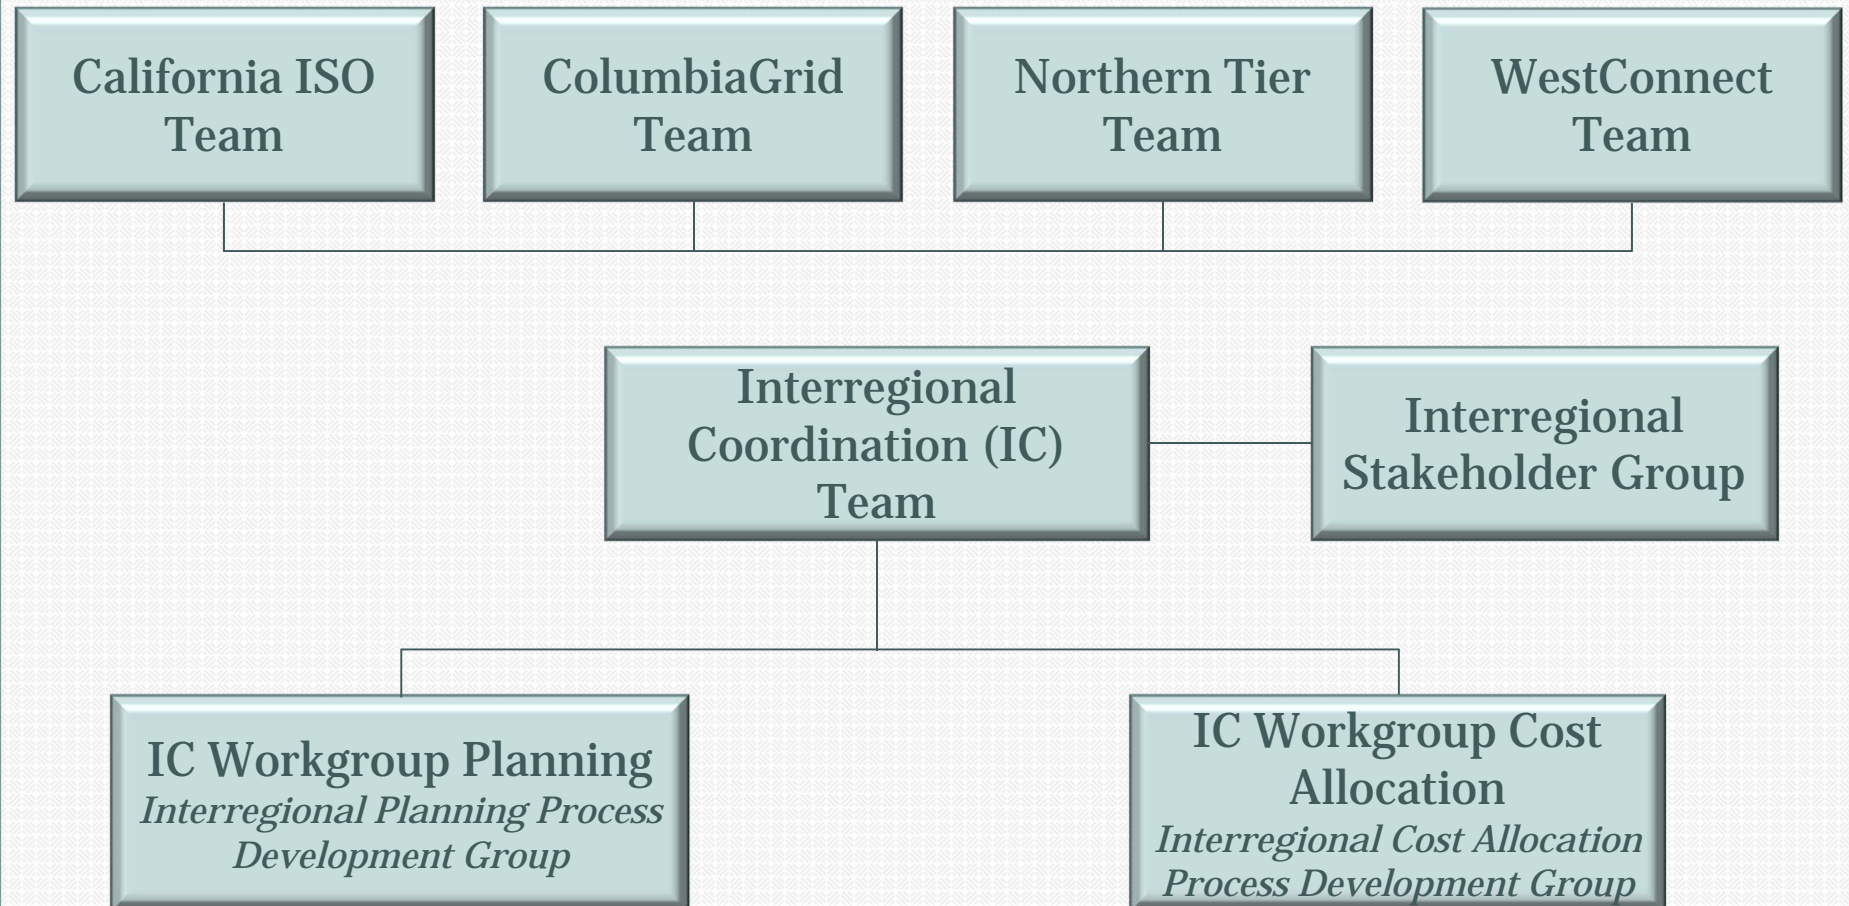 California ISO
Team
ColumbiaGrid
Team
Northern Tier
Team
WestConnect
Team
Interregional
Coordination (IC)
Team
Interregional
Stakeholder Group
IC Workgroup Planning
Interregional Planning Process
Development Group
IC Workgroup Cost
Allocation
Interregional Cost Allocation
Process Development Group